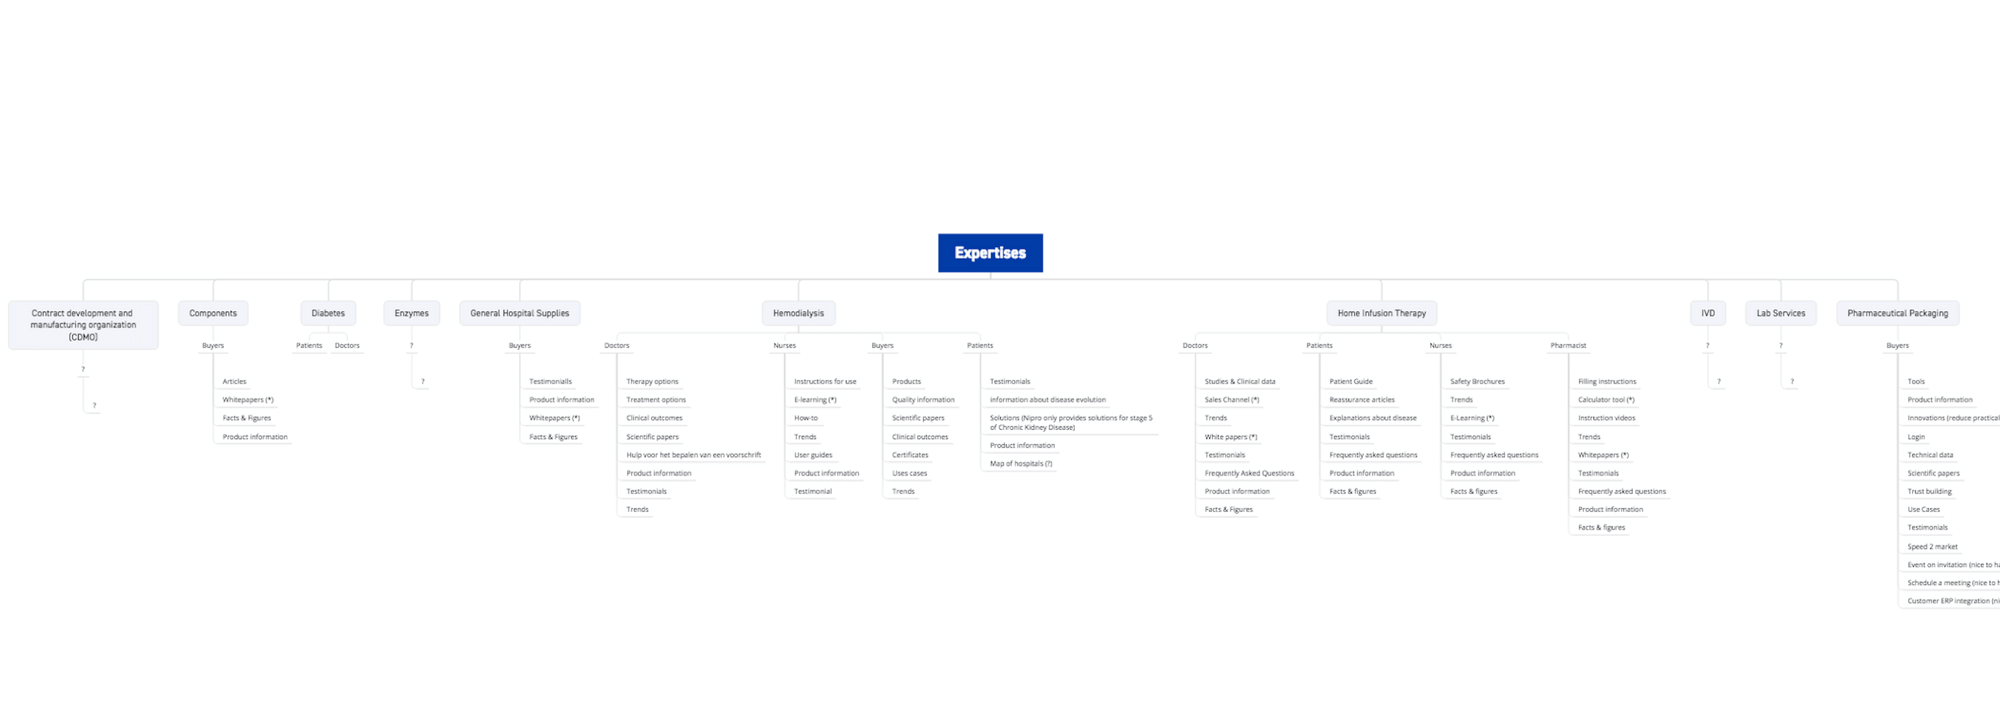 Expertises
Contract development and
manufacturing organization
(CDMO)
?
?
Components
Buyers
Articles
Whitepapers (*)
Facts & Figures
Product information
Diabetes
Patients
Doctors
Enzymes
?
?
General Hospital Supplies
Buyers
Testimonialls
Product information
Whitepapers (*)
Facts & Figures
Hemodialysis
Doctors
Therapy options
Treatment options
Clinical outcomes
Scientific papers
Hulp voor het bepalen van een voorschrift
Product information
Testimonials
Trends
Nurses
Instructions for use
E-learning (*)
How-to
Trends
User guides
Product information
Testimonial
Buyers
Products
Quality information
Scientific papers
Clinical outcomes
Certificates
Uses cases
Trends
Patients
Testimonials
information about disease evolution
Solutions (Nipro only provides solutions for stage 5
of Chronic Kidney Disease)
Product information
Map of hospitals (?)
Home Infusion Therapy
Doctors
Studies & Clinical data
Sales Channel (*)
Trends
White papers (*)
Testimonials
Frequently Asked Questions
Product information
Facts & Figures
Patients
Patient Guide
Reassurance articles
Explanations about disease
Testimonials
Frequently asked questions
Product information
Facts & figures
Nurses
Safety Brochures
Trends
E-Learning (*)
Testimonials
Frequently asked questions
Product information
Facts & figures
Pharmacist
Filling instructions
Calculator tool (*)
Instruction videos
Trends
Whitepapers (*)
Testimonials
Frequently asked questions
Product information
Facts & figures
IVD
?
?
Lab Services
?
?
Pharmaceutical Packaging
Buyers
Tools
Product information
Innovations (reduce practical
Login
Technical data
Scientific papers
Trust building
Use Cases
Testimonials
Speed 2 market
Event on invitation (nice to ha
Schedule a meeting (nice to h
Customer ERP integration (ni